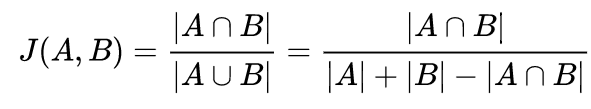 J(A, B) = |A ∩ B| / |A ∪ B| = |A ∩ B| / (|A| + |B| − |A ∩ B|)